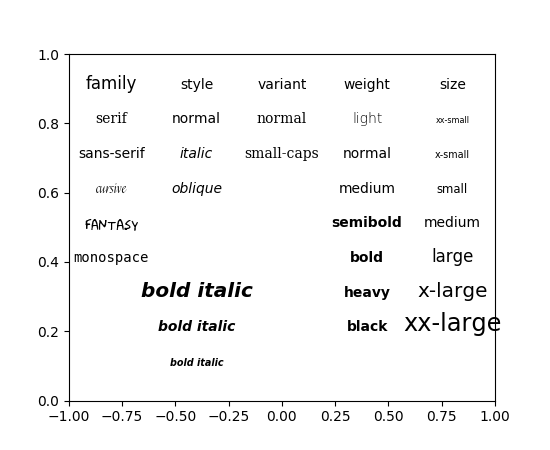 1.0
family style variant weight size
serif normal normal light xx-small
0.8
sans-serif italic small-caps normal x-small
cursive oblique medium small
0.6
FANTASY semibold medium
monospace bold large
0.4
bold italic heavy x-large
bold italic black xx-large
0.2
bold italic
0.0
−1.00 −0.75 −0.50 −0.25 0.00 0.25 0.50 0.75 1.00